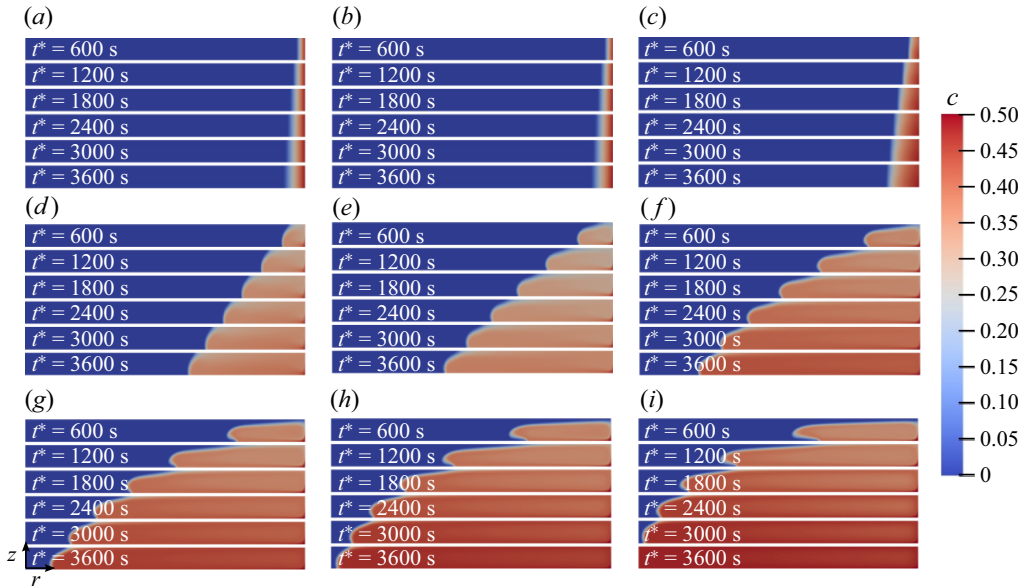 (a)
t* = 600 s
t* = 1200 s
t* = 1800 s
t* = 2400 s
t* = 3000 s
t* = 3600 s
(b)
t* = 600 s
t* = 1200 s
t* = 1800 s
t* = 2400 s
t* = 3000 s
t* = 3600 s
(c)
t* = 600 s
t* = 1200 s
t* = 1800 s
t* = 2400 s
t* = 3000 s
t* = 3600 s
(d)
t* = 600 s
t* = 1200 s
t* = 1800 s
t* = 2400 s
t* = 3000 s
t* = 3600 s
(e)
t* = 600 s
t* = 1200 s
t* = 1800 s
t* = 2400 s
t* = 3000 s
t* = 3600 s
(f)
t* = 600 s
t* = 1200 s
t* = 1800 s
t* = 2400 s
t* = 3000 s
t* = 3600 s
(g)
t* = 600 s
t* = 1200 s
t* = 1800 s
t* = 2400 s
t* = 3000 s
t* = 3600 s
z
r
(h)
t* = 600 s
t* = 1200 s
t* = 1800 s
t* = 2400 s
t* = 3000 s
t* = 3600 s
(i)
t* = 600 s
t* = 1200 s
t* = 1800 s
t* = 2400 s
t* = 3000 s
t* = 3600 s
c
0.50
0.45
0.40
0.35
0.30
0.25
0.20
0.15
0.10
0.05
0